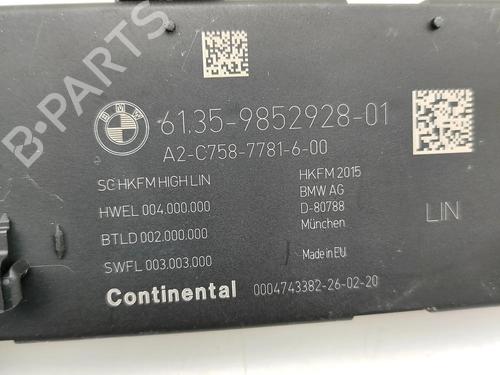 B-PARTS
BMW
61.35-9852928-01
A2-C758-7781-6-00
SC HKFM HIGH LIN
HWEL 004.000.000
BTLD 002.000.000
SWFL 003.003.000
HKFM 2015
BMW AG
D-80788
München
Made in EU
LIN
Continental 0004743382-26-02-20